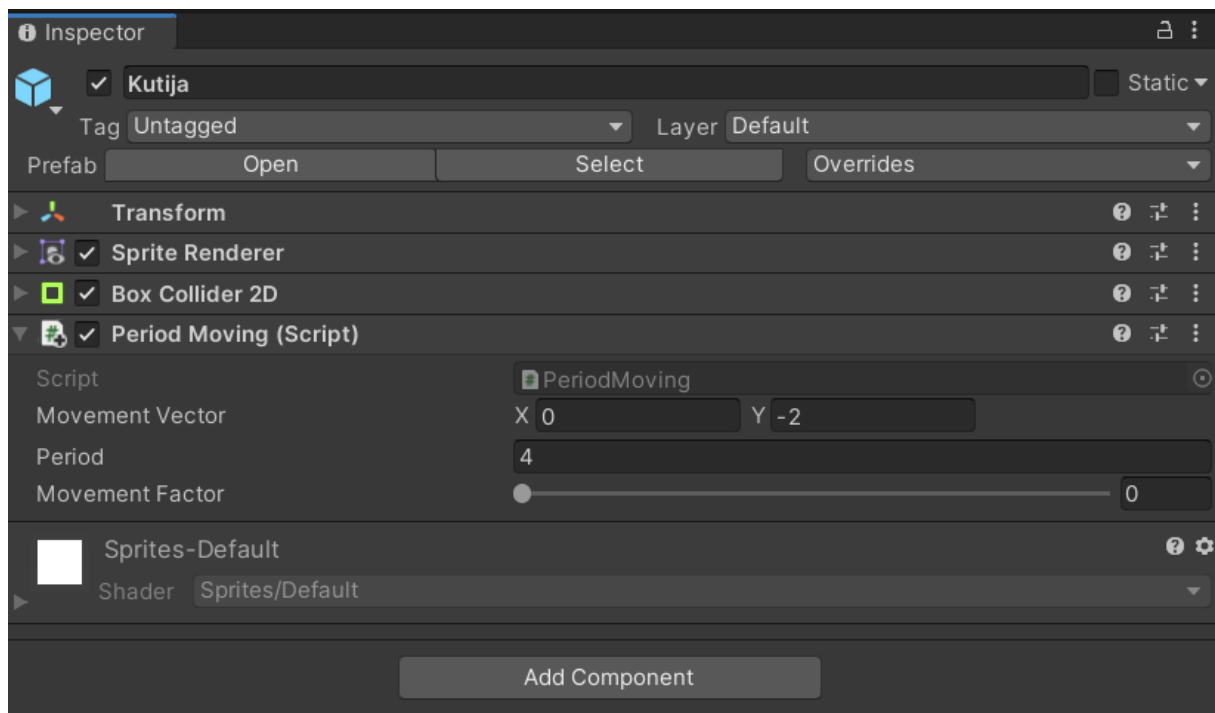 Inspector
Kutija Static
Tag Untagged Layer Default
Prefab Open Select Overrides
Transform
Sprite Renderer
Box Collider 2D
# Period Moving (Script)
Script # PeriodMoving
Movement Vector X 0 Y -2
Period 4
Movement Factor 0
Sprites-Default
Shader Sprites/Default
Add Component